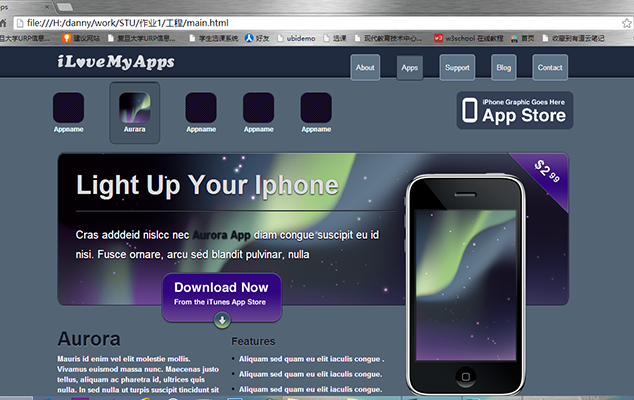 pps
file:///H:/danny/work/STU/作业1/工程/main.html
复旦大学URP信息...
建议网站
复旦大学URP信息...
学生选课系统
好友
ubidemo
选课
现代教育技术中心...
w3school 在线教程
首页
收藏到有道云笔记
iLoveMyApps
About
Apps
Support
Blog
Contact
Appname
Aurara
Appname
Appname
Appname
iPhone Graphic Goes Here
App Store
$2.99
Light Up Your Iphone
Cras adddeid nislcc nec Aurora App diam congue suscipit eu id
nisi. Fusce ornare, arcu sed blandit pulvinar, nulla
Download Now
From the iTunes App Store
Aurora
Mauris id enim vel elit molestie mollis.
Vivamus euismod massa nunc. Maecenas justo
tellus, aliquam ac pharetra id, ultrices quis
nulla. In sed nulla ut turpis suscipit tincidunt sit
Features
Aliquam sed quam eu elit iaculis congue .
Aliquam sed quam eu elit iaculis congue.
Aliquam sed quam eu elit iaculis congue.